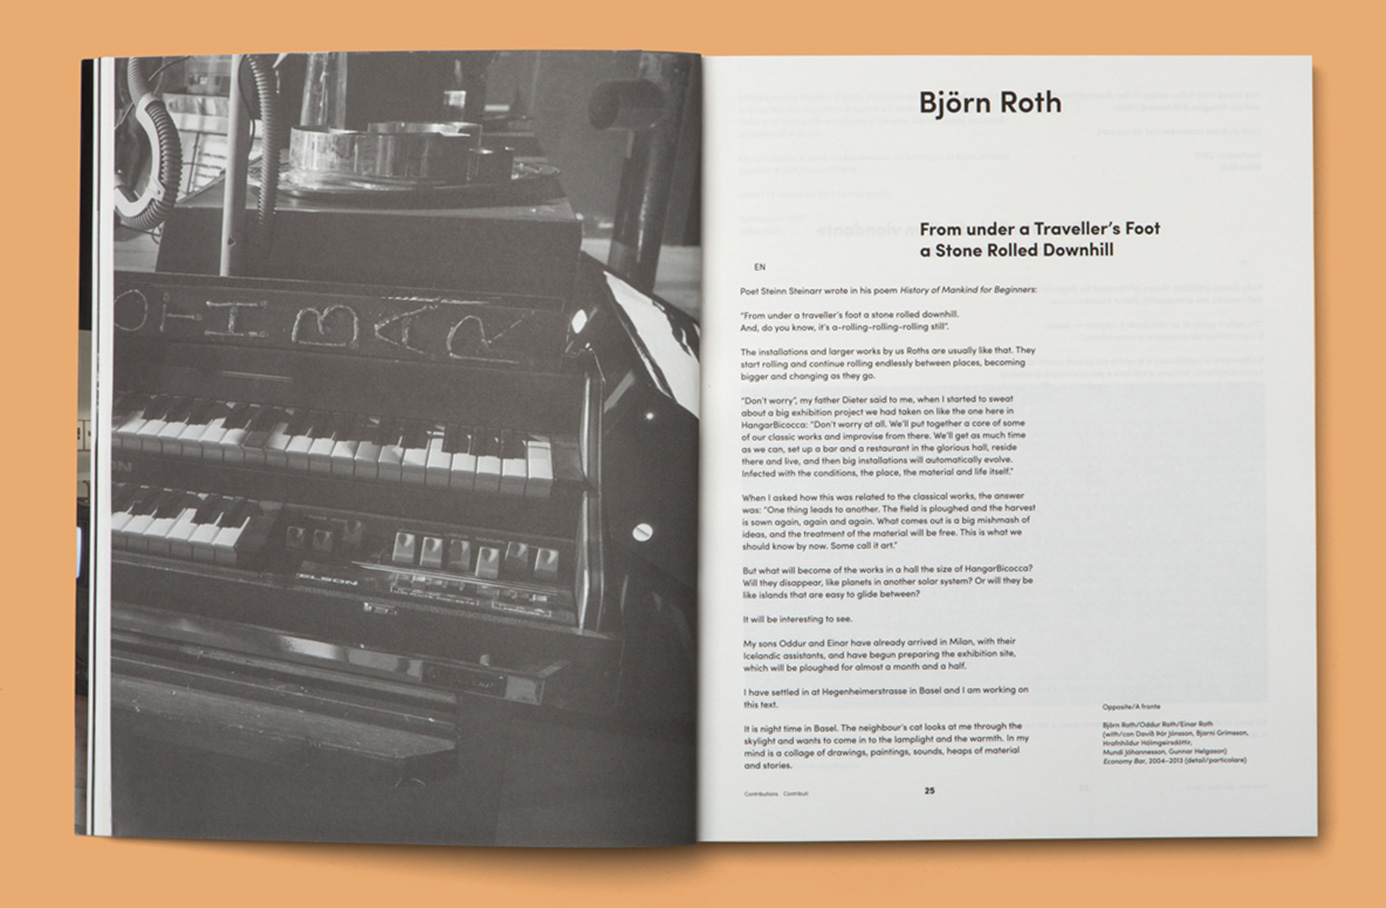 BAR
ELSON
Björn Roth
From under a Traveller's Foot
a Stone Rolled Downhill
EN
Poet Steinn Steinarr wrote in his poem History of Mankind for Beginners:
"From under a traveller's foot a stone rolled downhill.
And, do you know, it's a-rolling-rolling-rolling still".
The installations and larger works by us Roths are usually like that. They
start rolling and continue rolling endlessly between places, becoming
bigger and changing as they go.
"Don't worry", my father Dieter said to me, when I started to sweat
about a big exhibition project we had taken on like the one here in
HangarBicocca: "Don't worry at all. We'll put together a core of some
of our classic works and improvise from there. We'll get as much time
as we can, set up a bar and a restaurant in the glorious hall, reside
there and live, and then big installations will automatically evolve.
Infected with the conditions, the place, the material and life itself."
When I asked how this was related to the classical works, the answer
was: "One thing leads to another. The field is ploughed and the harvest
is sown again, again and again. What comes out is a big mishmash of
ideas, and the treatment of the material will be free. This is what we
should know by now. Some call it art."
But what will become of the works in a hall the size of HangarBicocca?
Will they disappear, like planets in another solar system? Or will they be
like islands that are easy to glide between?
It will be interesting to see.
My sons Oddur and Einar have already arrived in Milan, with their
Icelandic assistants, and have begun preparing the exhibition site,
which will be ploughed for almost a month and a half.
I have settled in at Hegenheimerstrasse in Basel and I am working on
this text.
It is night time in Basel. The neighbour's cat looks at me through the
skylight and wants to come in to the lamplight and the warmth. In my
mind is a collage of drawings, paintings, sounds, heaps of material
and stories.
Opposite/A fronte
Björn Roth/Oddur Roth/Einar Roth
(with/con Davíð Þór Jónsson, Bjarni Grímsson,
Hrafnhildur Hólmgeirsdóttir,
Mundi Jóhannesson, Gunnar Helgason)
Economy Bar, 2004–2013 (detail/particolare)
Contributions Contributi
25